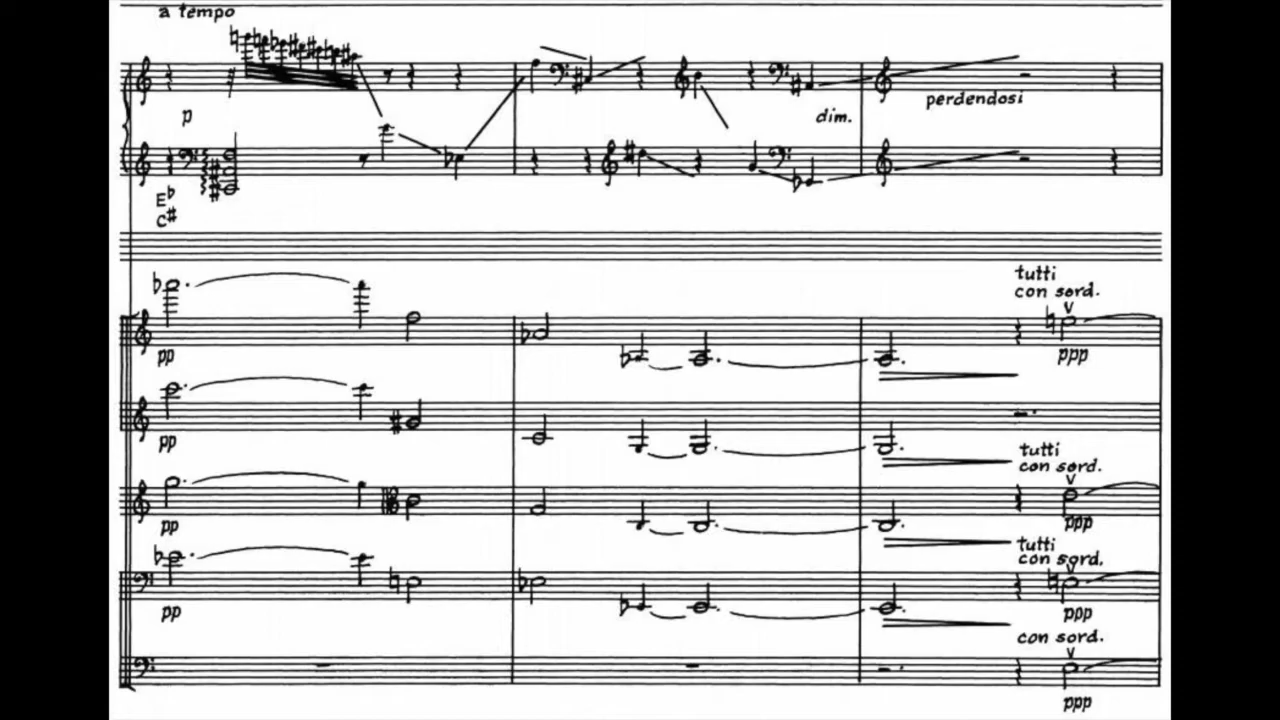 a tempo
p
dim.
perdendosi
E♭
C#
tutti
con sord.
pp
ppp
pp
tutti
con sord.
pp
ppp
tutti
con sord.
pp
ppp
con sord.
ppp